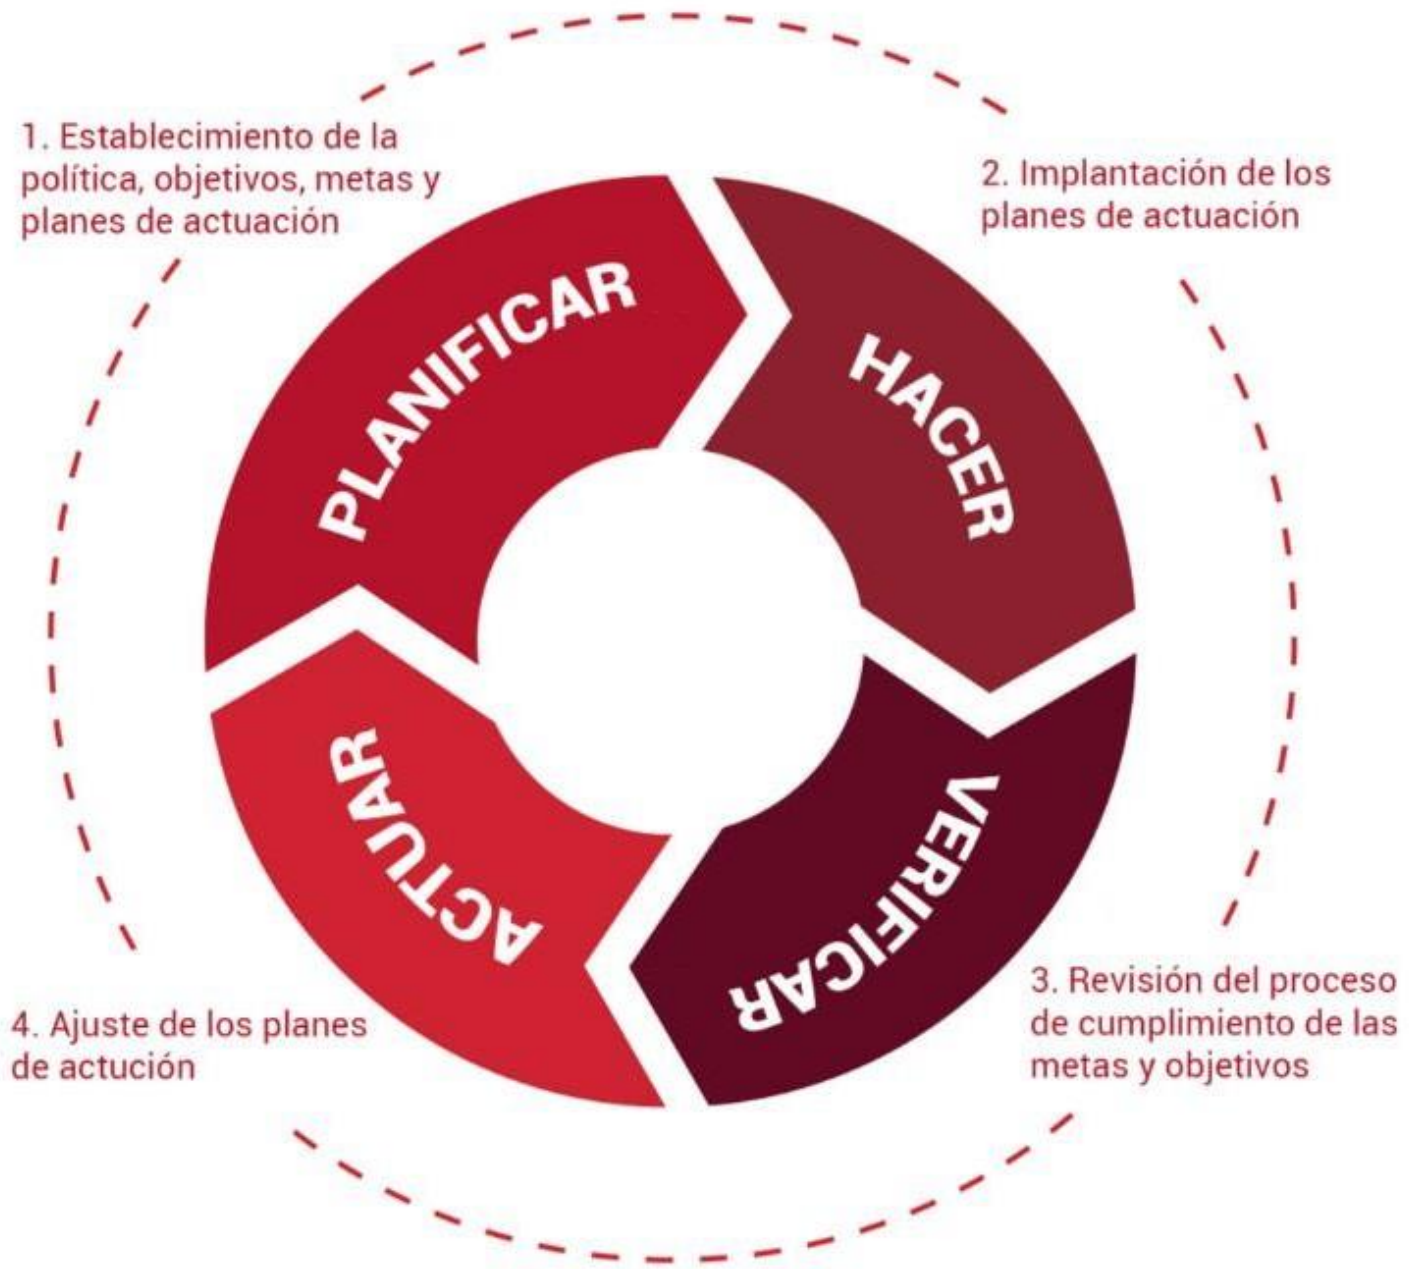 1. Establecimiento de la
política, objetivos, metas y
planes de actuación
PLANIFICAR
2. Implantación de los
planes de actuación
HACER
VERIFICAR
3. Revisión del proceso
de cumplimiento de las
metas y objetivos
ACTUAR
4. Ajuste de los planes
de actución